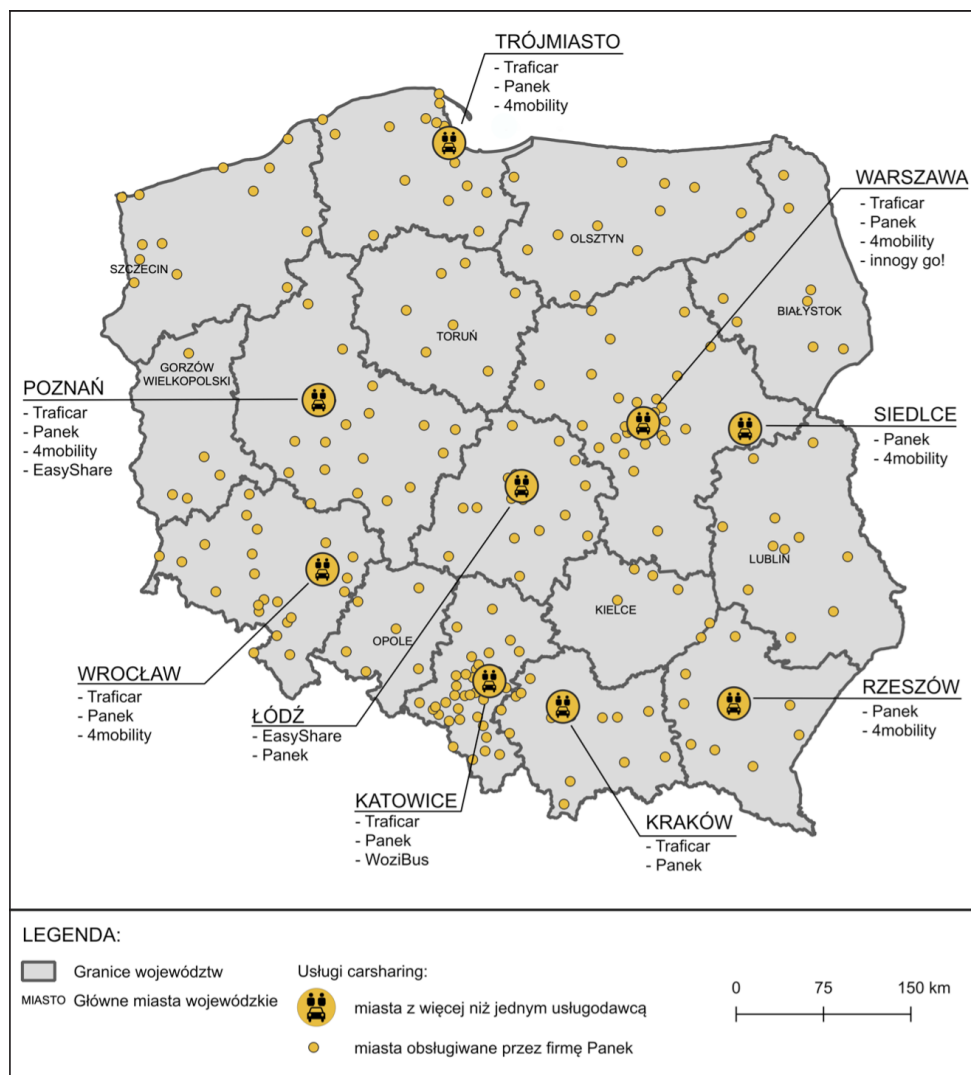 TRÓJMIASTO
- Traficar
- Panek
- 4mobility
WARSZAWA
- Traficar
- Panek
- 4mobility
- innogy go!
OLSZTYN
SZCZECIN
BIAŁYSTOK
TORUŃ
GORZÓW
WIELKOPOLSKI
POZNAŃ
- Traficar
- Panek
- 4mobility
- EasyShare
SIEDLCE
- Panek
- 4mobility
LUBLIN
KIELCE
OPOLE
WROCŁAW
- Traficar
- Panek
- 4mobility
ŁÓDŹ
- EasyShare
- Panek
RZESZÓW
- Panek
- 4mobility
KATOWICE
- Traficar
- Panek
- WoziBus
KRAKÓW
- Traficar
- Panek
LEGENDA:
Granice województw
MIASTO Główne miasta wojewódzkie
Usługi carsharing:
miasta z więcej niż jednym usługodawcą
miasta obsługiwane przez firmę Panek
0 75 150 km